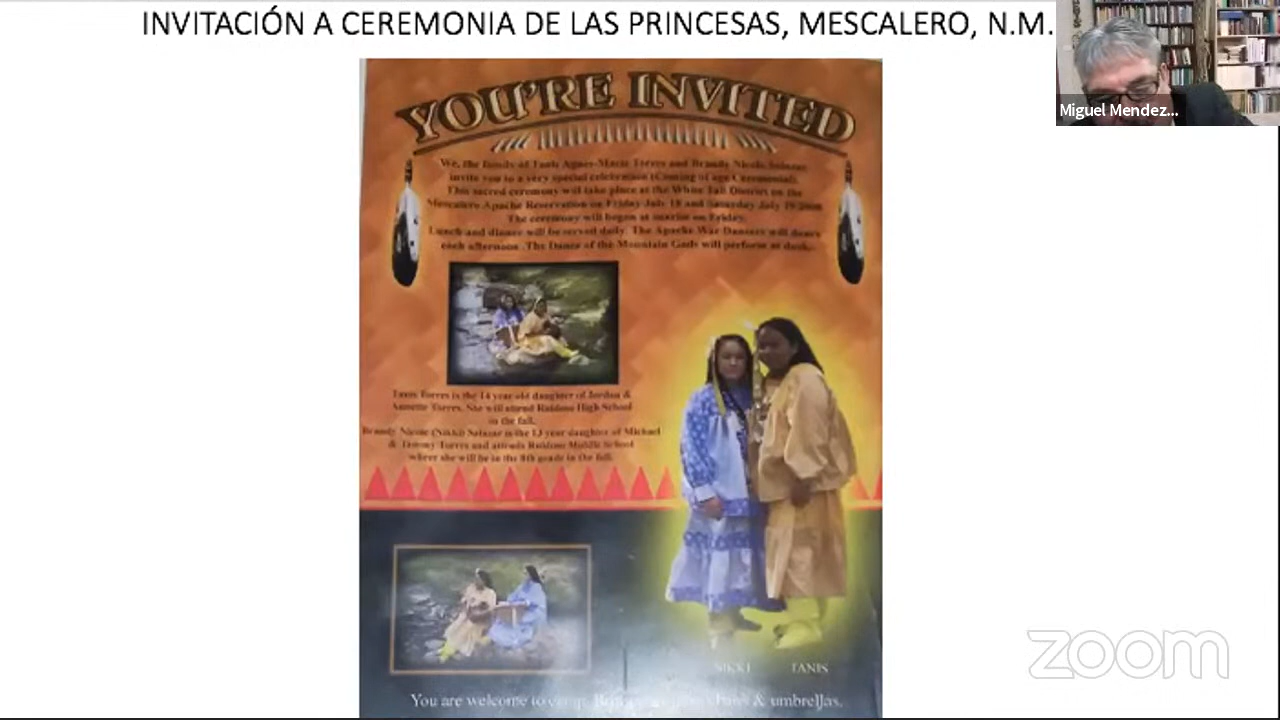 INVITACIÓN A CEREMONIA DE LAS PRINCESAS, MESCALERO, N.M.
Miguel Mendez...
YOU'RE INVITED
We, the family of Tanis Agnes-Marie Torres and Brandy Nicole Salazar
invite you to a very special celebration (Coming of age Ceremonial).
This sacred ceremony will take place at the White Tail District on the
Mescalero Apache Reservation on Friday July 18 and Saturday July 19
The ceremony will began at sunrise on Friday.
Lunch and dinner will be served daily. The Apache War Dancers will dance
each afternoon. The Dance of the Mountain Gods will perform at dusk.
Tanis Torres is the 14 year old daughter of Jordan &
Annette Torres. She will attend Ruidoso High School
in the fall.
Brandy Nicole (Nikki) Salazar is the 13 year daughter of Michael
& Tammy Torres and attends Ruidoso Middle School
where she will be in the 8th grade in the fall.
NIKKI TANIS
You are welcome to & umbrellas.
zoom